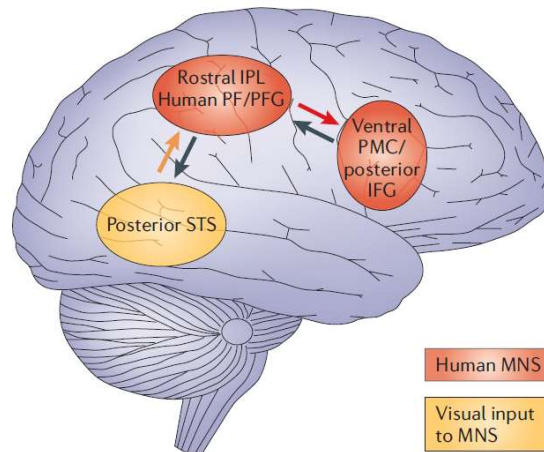 Rostral IPL
Human PF/PFG
Ventral
PMC/
posterior
IFG
Posterior STS
Human MNS
Visual input
to MNS